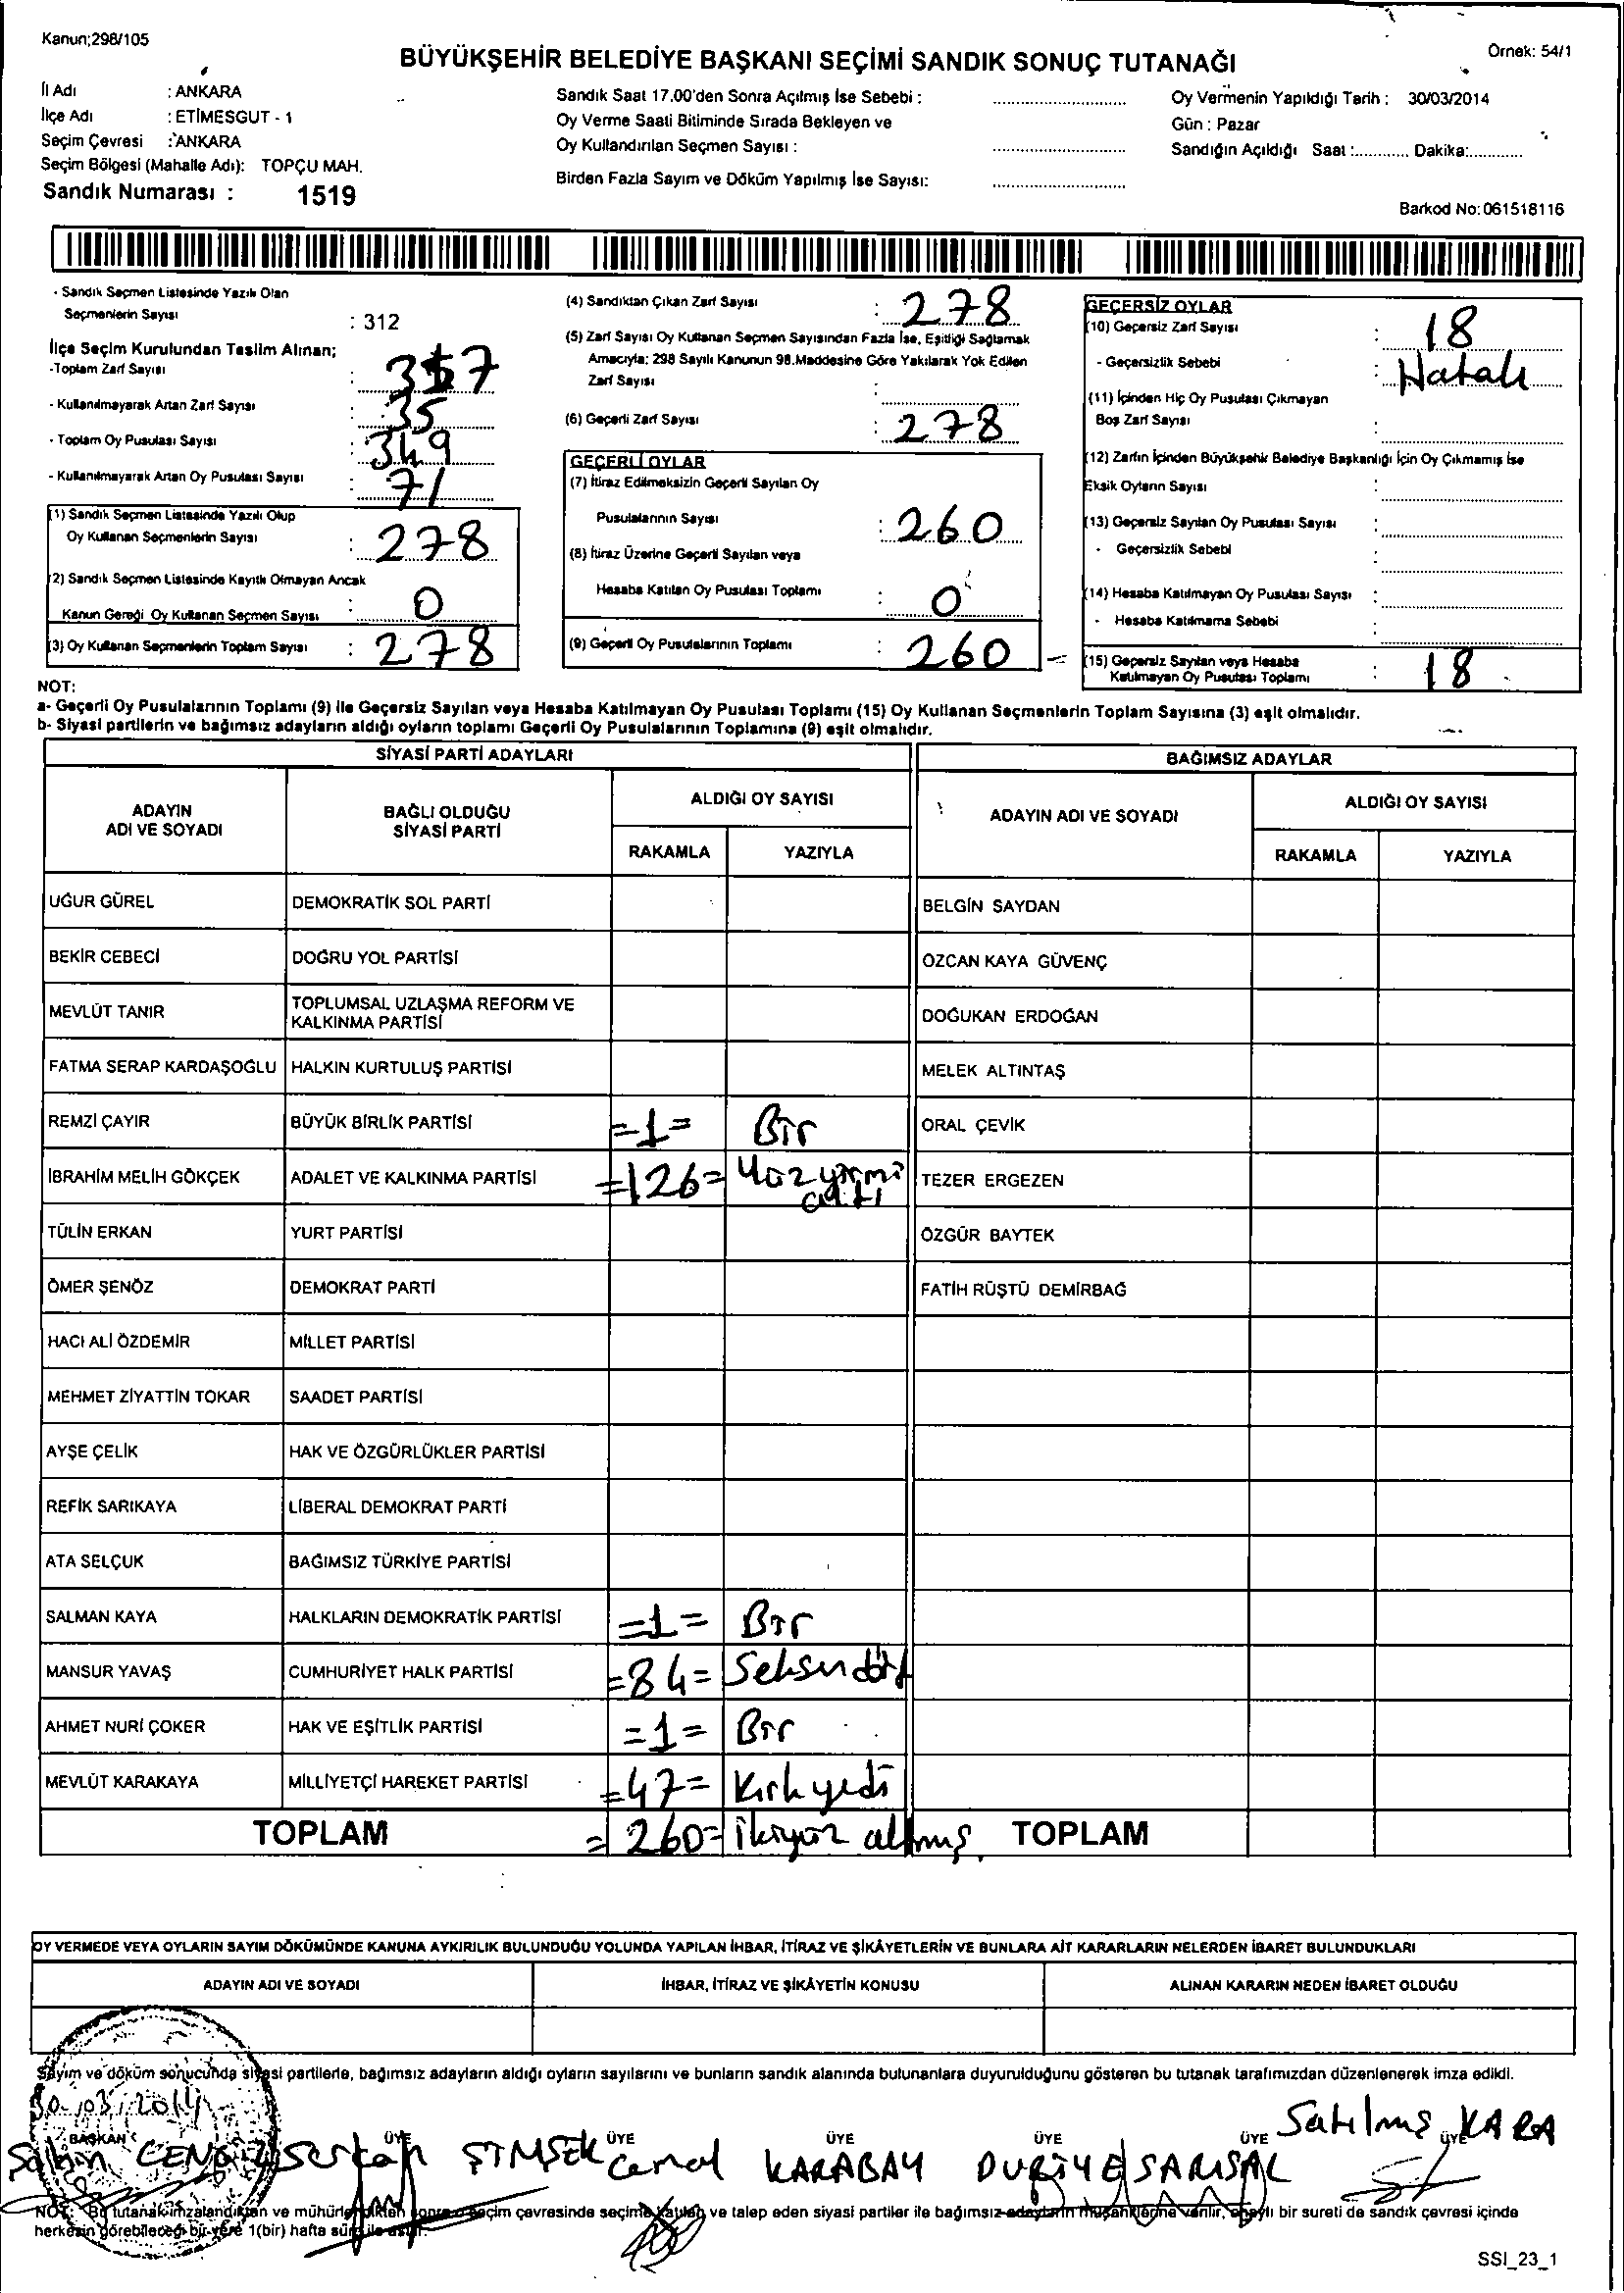 Kanun;298/105
Örnek: 54/1
BÜYÜKŞEHİR BELEDİYE BAŞKANI SEÇİMİ SANDIK SONUÇ TUTANAĞI
İl Adı : ANKARA
İlçe Adı : ETİMESGUT - 1
Seçim Çevresi : ANKARA
Seçim Bölgesi (Mahalle Adı): TOPÇU MAH.
Sandık Numarası : 1519
Sandık Saat 17.00'den Sonra Açılmış İse Sebebi :
Oy Verme Saati Bitiminde Sırada Bekleyen ve
Oy Kullandırılan Seçmen Sayısı :
Birden Fazla Sayım ve Döküm Yapılmış İse Sayısı:
Oy Vermenin Yapıldığı Tarih : 30/03/2014
Gün : Pazar
Sandığın Açıldığı Saat :............ Dakika:............
Barkod No:061518116
- Sandık Seçmen Listesinde Yazılı Olan
Seçmenlerin Sayısı : 312
İlçe Seçim Kurulundan Teslim Alınan;
-Toplam Zarf Sayısı :
- Kullanılmayarak Artan Zarf Sayısı : 35
- Toplam Oy Pusulası Sayısı : 349
- Kullanılmayarak Artan Oy Pusulası Sayısı : 71
(1) Sandık Seçmen Listesinde Yazılı Olup
Oy Kullanan Seçmenlerin Sayısı : 278
(2) Sandık Seçmen Listesinde Kayıtlı Olmayan Ancak
Kanun Gereği Oy Kullanan Seçmen Sayısı : 0
(3) Oy Kullanan Seçmenlerin Toplam Sayısı : 278
(4) Sandıktan Çıkan Zarf Sayısı : 278
(5) Zarf Sayısı Oy Kullanan Seçmen Sayısından Fazla İse, Eşitliği Sağlamak
Amacıyla; 298 Sayılı Kanunun 98.Maddesine Göre Yakılarak Yok Edilen
Zarf Sayısı :
(6) Geçerli Zarf Sayısı : 278
GEÇERLİ OYLAR
(7) İtiraz Edilmeksizin Geçerli Sayılan Oy
Pusulalarının Sayısı : 260
(8) İtiraz Üzerine Geçerli Sayılan veya
Hesaba Katılan Oy Pusulası Toplamı : 0
(9) Geçerli Oy Pusulalarının Toplamı : 260
GEÇERSİZ OYLAR
(10) Geçersiz Zarf Sayısı : 18
- Geçersizlik Sebebi : Hatalı
(11) İçinden Hiç Oy Pusulası Çıkmayan
Boş Zarf Sayısı :
(12) Zarfın İçinden Büyükşehir Belediye Başkanlığı İçin Oy Çıkmamış İse
Eksik Oyların Sayısı :
(13) Geçersiz Sayılan Oy Pusulası Sayısı :
- Geçersizlik Sebebi :
(14) Hesaba Katılmayan Oy Pusulası Sayısı :
- Hesaba Katılmama Sebebi :
(15) Geçersiz Sayılan veya Hesaba
Katılmayan Oy Pusulası Toplamı : 18
NOT:
a- Geçerli Oy Pusulalarının Toplamı (9) ile Geçersiz Sayılan veya Hesaba Katılmayan Oy Pusulası Toplamı (15) Oy Kullanan Seçmenlerin Toplam Sayısına (3) eşit olmalıdır.
b- Siyasi partilerin ve bağımsız adayların aldığı oyların toplamı Geçerli Oy Pusulalarının Toplamına (9) eşit olmalıdır.
SİYASİ PARTİ ADAYLARI
BAĞIMSIZ ADAYLAR
ADAYIN
ADI VE SOYADI
BAĞLI OLDUĞU
SİYASİ PARTİ
ALDIĞI OY SAYISI
RAKAMLA YAZIYLA
ADAYIN ADI VE SOYADI
ALDIĞI OY SAYISI
RAKAMLA YAZIYLA
UĞUR GÜREL DEMOKRATİK SOL PARTİ BELGİN SAYDAN
BEKİR CEBECİ DOĞRU YOL PARTİSİ ÖZCAN KAYA GÜVENÇ
MEVLÜT TANIR TOPLUMSAL UZLAŞMA REFORM VE
KALKINMA PARTİSİ DOĞUKAN ERDOĞAN
FATMA SERAP KARDAŞOĞLU HALKIN KURTULUŞ PARTİSİ MELEK ALTINTAŞ
REMZİ ÇAYIR BÜYÜK BİRLİK PARTİSİ =1= Bir ORAL ÇEVİK
İBRAHİM MELİH GÖKÇEK ADALET VE KALKINMA PARTİSİ =126= Yüzyirmi
altı TEZER ERGEZEN
TÜLİN ERKAN YURT PARTİSİ ÖZGÜR BAYTEK
ÖMER ŞENÖZ DEMOKRAT PARTİ FATİH RÜŞTÜ DEMİRBAĞ
HACI ALİ ÖZDEMİR MİLLET PARTİSİ
MEHMET ZİYATTİN TOKAR SAADET PARTİSİ
AYŞE ÇELİK HAK VE ÖZGÜRLÜKLER PARTİSİ
REFİK SARIKAYA LİBERAL DEMOKRAT PARTİ
ATA SELÇUK BAĞIMSIZ TÜRKİYE PARTİSİ
SALMAN KAYA HALKLARIN DEMOKRATİK PARTİSİ =1= Bir
MANSUR YAVAŞ CUMHURİYET HALK PARTİSİ =84= Seksendört
AHMET NURİ ÇOKER HAK VE EŞİTLİK PARTİSİ =1= Bir
MEVLÜT KARAKAYA MİLLİYETÇİ HAREKET PARTİSİ =47= Kırkyedi
TOPLAM =260= İkiyüz altmış. TOPLAM
OY VERMEDE VEYA OYLARIN SAYIM DÖKÜMÜNDE KANUNA AYKIRILIK BULUNDUĞU YOLUNDA YAPILAN İHBAR, İTİRAZ VE ŞİKÂYETLERİN VE BUNLARA AİT KARARLARIN NELERDEN İBARET BULUNDUKLARI
ADAYIN ADI VE SOYADI İHBAR, İTİRAZ VE ŞİKÂYETİN KONUSU ALINAN KARARIN NEDEN İBARET OLDUĞU
Sayım ve döküm sonucunda siyasi partilerle, bağımsız adayların aldığı oyların sayılarını ve bunların sandık alanında bulunanlara duyurulduğunu gösteren bu tutanak tarafımızdan düzenlenerek imza edildi.
30.03.2014
BAŞKAN ÜYE ÜYE ÜYE ÜYE ÜYE ÜYE
CENGİZ Serkan ŞİMŞEK Cemal KARABAY DURİYE SARISAL Satılmış KARA
NOT: Bu tutanak imzalandıktan ve mühürlendikten sonra seçim çevresinde seçime katılan ve talep eden siyasi partiler ile bağımsız adayların müşahitlerine verilir, onaylı bir sureti de sandık çevresi içinde
herkesin görebileceği bir yere 1(bir) hafta süre ile asılır.
SSI_23_1